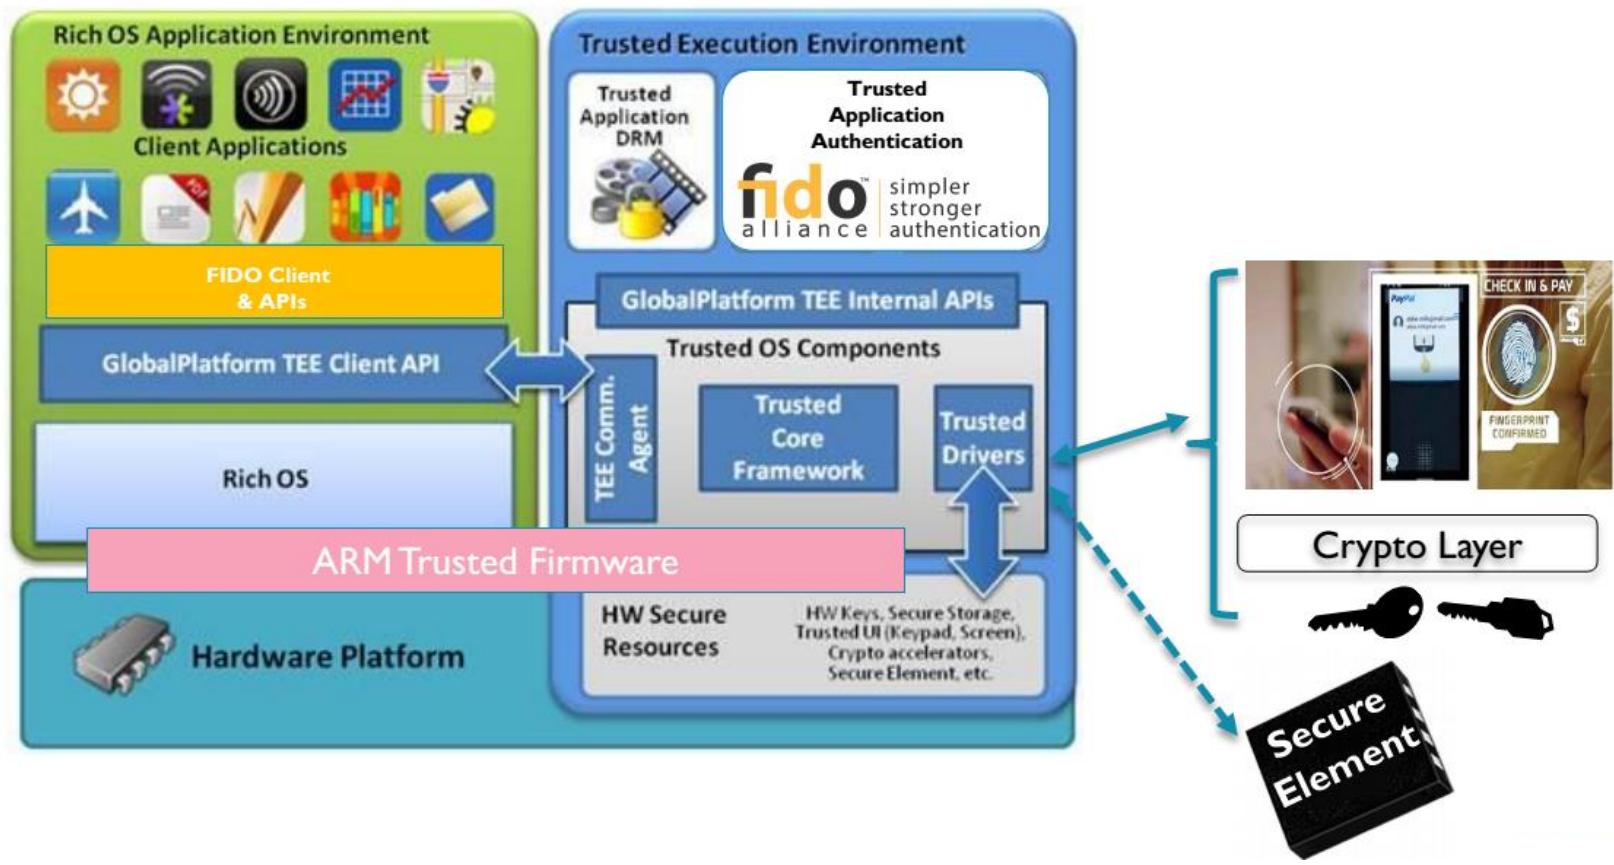 Rich OS Application Environment
Client Applications
PDF
FIDO Client
& APIs
GlobalPlatform TEE Client API
Rich OS
Trusted Execution Environment
Trusted
Application
DRM
Trusted
Application
Authentication
fido™
alliance
simpler
stronger
authentication
GlobalPlatform TEE Internal APIs
Trusted OS Components
TEE Comm.
Agent
Trusted
Core
Framework
Trusted
Drivers
ARM Trusted Firmware
HW Secure
Resources
HW Keys, Secure Storage,
Trusted UI (Keypad, Screen),
Crypto accelerators,
Secure Element, etc.
Hardware Platform
PayPal
CHECK IN & PAY
$
FINGERPRINT
CONFIRMED
Crypto Layer
Secure
Element